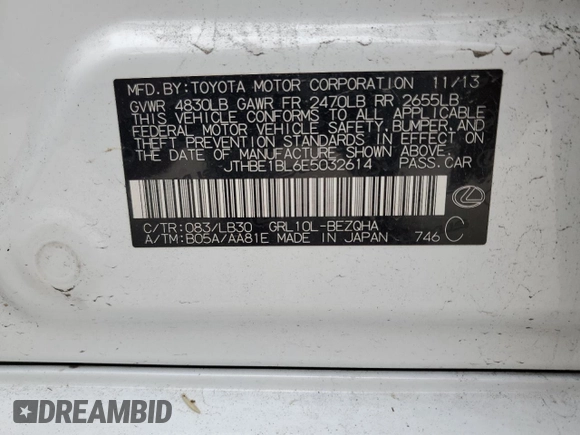 MFD. BY: TOYOTA MOTOR CORPORATION 11/13
GVWR 4830LB GAWR FR 2470LB RR 2655LB
THIS VEHICLE CONFORMS TO ALL APPLICABLE
FEDERAL MOTOR VEHICLE SAFETY, BUMPER, AND
THEFT PREVENTION STANDARDS IN EFFECT ON
THE DATE OF MANUFACTURE SHOWN ABOVE.
JTHBE1BL6E5032614 PASS. CAR
C/TR: 083/LB30 GRL10L-BEZQHA
A/TM: B05A/AA81E MADE IN JAPAN 746 C
DREAMBID